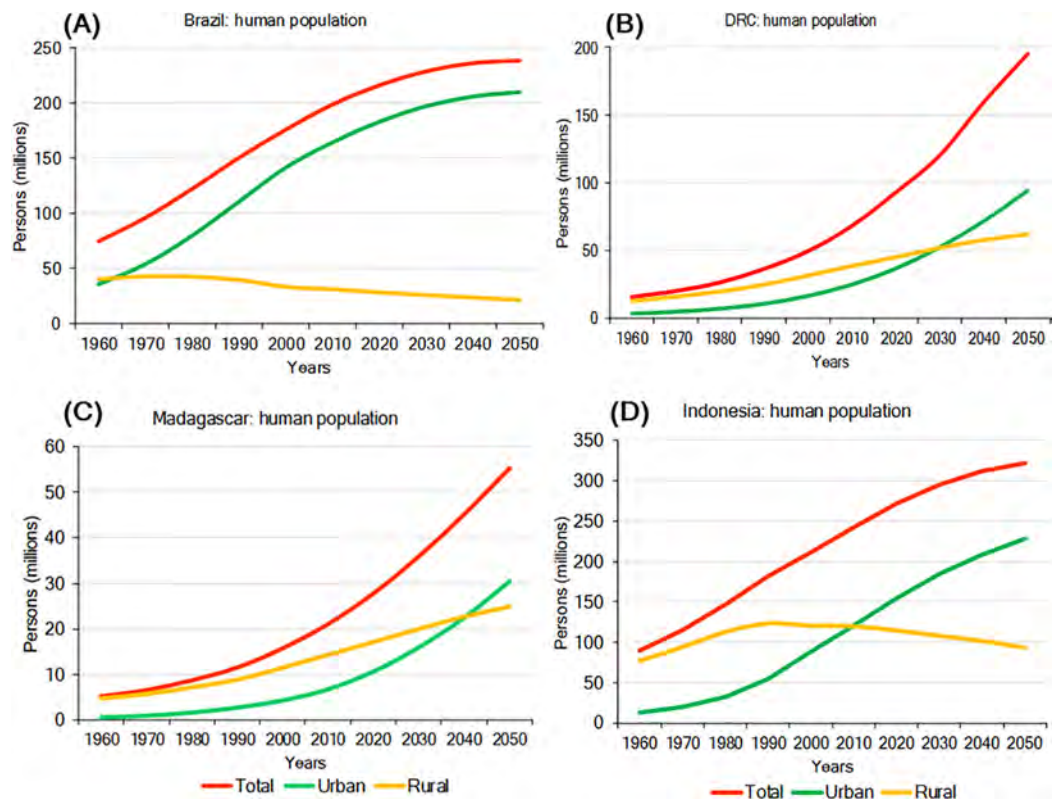 (A) Brazil: human population
Persons (millions)
250
200
150
100
50
0
1960 1970 1980 1990 2000 2010 2020 2030 2040 2050
Years
(B) DRC: human population
Persons (millions)
200
150
100
50
0
1960 1970 1980 1990 2000 2010 2020 2030 2040 2050
Years
(C) Madagascar: human population
Persons (millions)
60
50
40
30
20
10
0
1960 1970 1980 1990 2000 2010 2020 2030 2040 2050
Years
Total Urban Rural
(D) Indonesia: human population
Persons (millions)
350
300
250
200
150
100
50
0
1960 1970 1980 1990 2000 2010 2020 2030 2040 2050
Years
Total Urban Rural